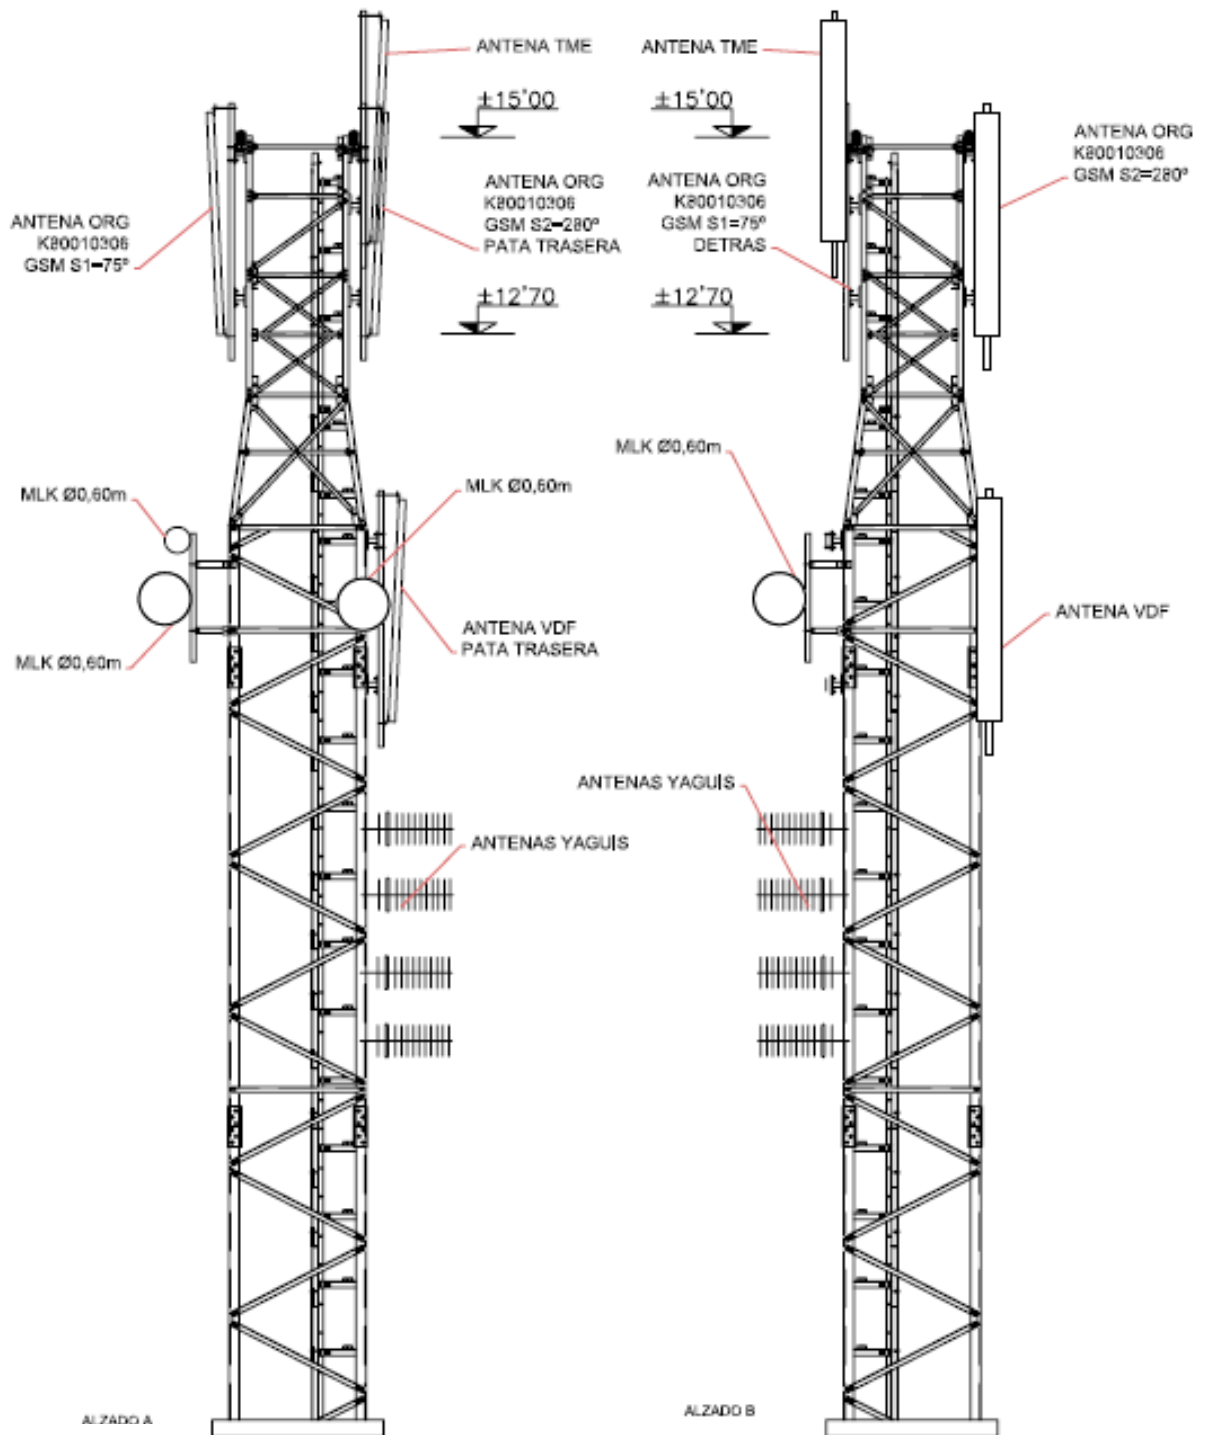 ANTENA TME
±15'00
ANTENA ORG
K80010306
GSM S2=280º
PATA TRASERA
ANTENA ORG
K80010306
GSM S1=75º
±12'70
MLK Ø0,60m
MLK Ø0,60m
MLK Ø0,60m
ANTENA VDF
PATA TRASERA
ANTENAS YAGUIS
ALZADO A
ANTENA TME
±15'00
ANTENA ORG
K80010306
GSM S2=280º
ANTENA ORG
K80010306
GSM S1=75º
DETRAS
±12'70
MLK Ø0,60m
ANTENA VDF
ANTENAS YAGUIS
ALZADO B